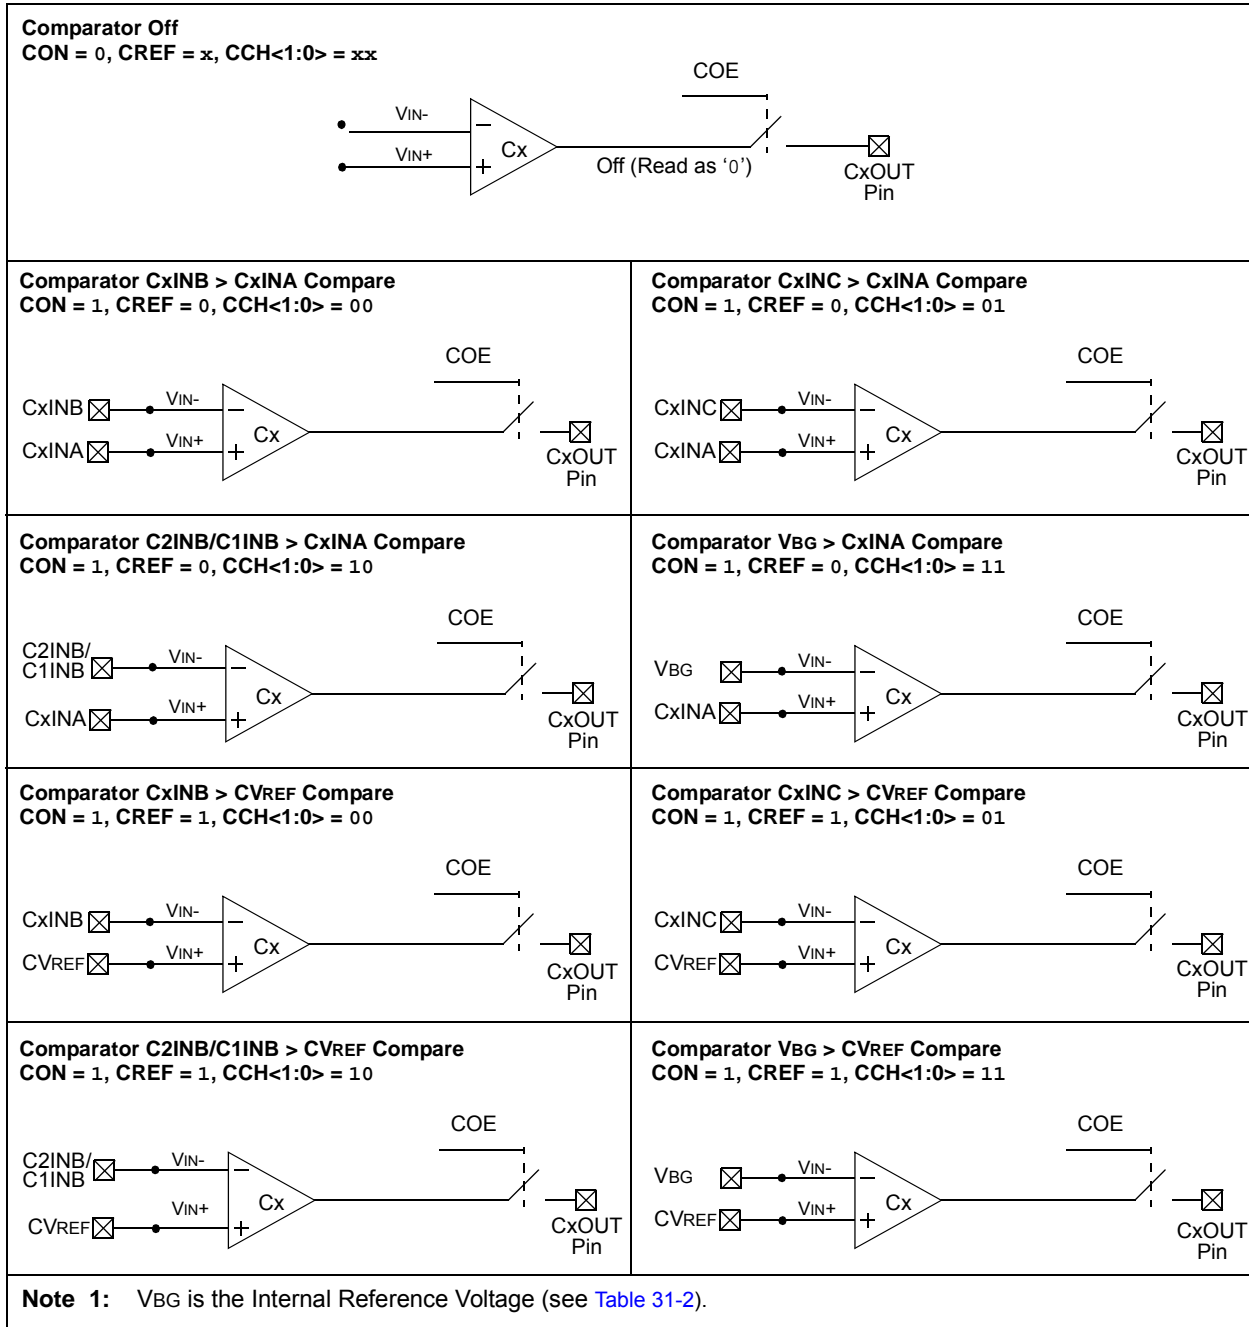 Comparator Off
CON = 0, CREF = x, CCH<1:0> = xx
COE
VIN-
VIN+
−
+
Cx
Off (Read as ‘0’)
CxOUT
Pin
Comparator CxINB > CxINA Compare
CON = 1, CREF = 0, CCH<1:0> = 00
COE
CxINB
VIN-
CxINA
VIN+
−
+
Cx
CxOUT
Pin
Comparator CxINC > CxINA Compare
CON = 1, CREF = 0, CCH<1:0> = 01
COE
CxINC
VIN-
CxINA
VIN+
−
+
Cx
CxOUT
Pin
Comparator C2INB/C1INB > CxINA Compare
CON = 1, CREF = 0, CCH<1:0> = 10
COE
C2INB/
C1INB
VIN-
CxINA
VIN+
−
+
Cx
CxOUT
Pin
Comparator VBG > CxINA Compare
CON = 1, CREF = 0, CCH<1:0> = 11
COE
VBG
VIN-
CxINA
VIN+
−
+
Cx
CxOUT
Pin
Comparator CxINB > CVREF Compare
CON = 1, CREF = 1, CCH<1:0> = 00
COE
CxINB
VIN-
CVREF
VIN+
−
+
Cx
CxOUT
Pin
Comparator CxINC > CVREF Compare
CON = 1, CREF = 1, CCH<1:0> = 01
COE
CxINC
VIN-
CVREF
VIN+
−
+
Cx
CxOUT
Pin
Comparator C2INB/C1INB > CVREF Compare
CON = 1, CREF = 1, CCH<1:0> = 10
COE
C2INB/
C1INB
VIN-
CVREF
VIN+
−
+
Cx
CxOUT
Pin
Comparator VBG > CVREF Compare
CON = 1, CREF = 1, CCH<1:0> = 11
COE
VBG
VIN-
CVREF
VIN+
−
+
Cx
CxOUT
Pin
Note 1: VBG is the Internal Reference Voltage (see Table 31-2).